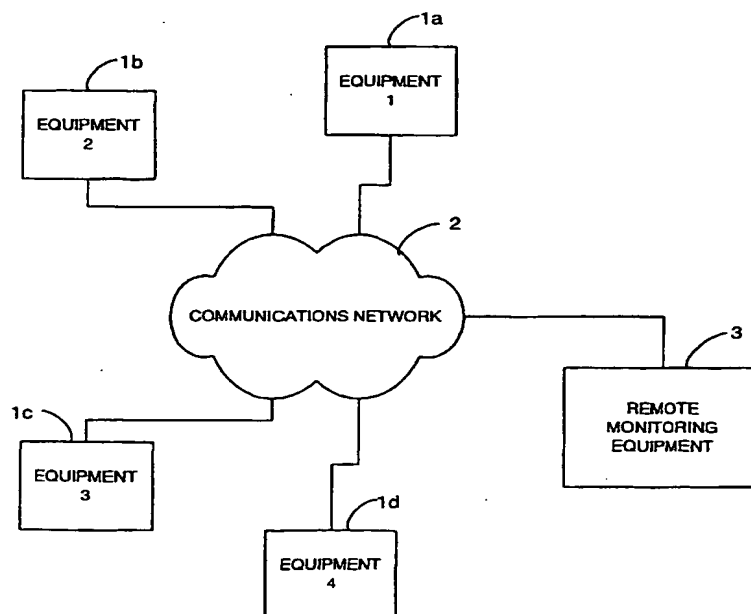 1a
EQUIPMENT
1
1b
EQUIPMENT
2
2
COMMUNICATIONS NETWORK
3
REMOTE
MONITORING
EQUIPMENT
1c
EQUIPMENT
3
1d
EQUIPMENT
4